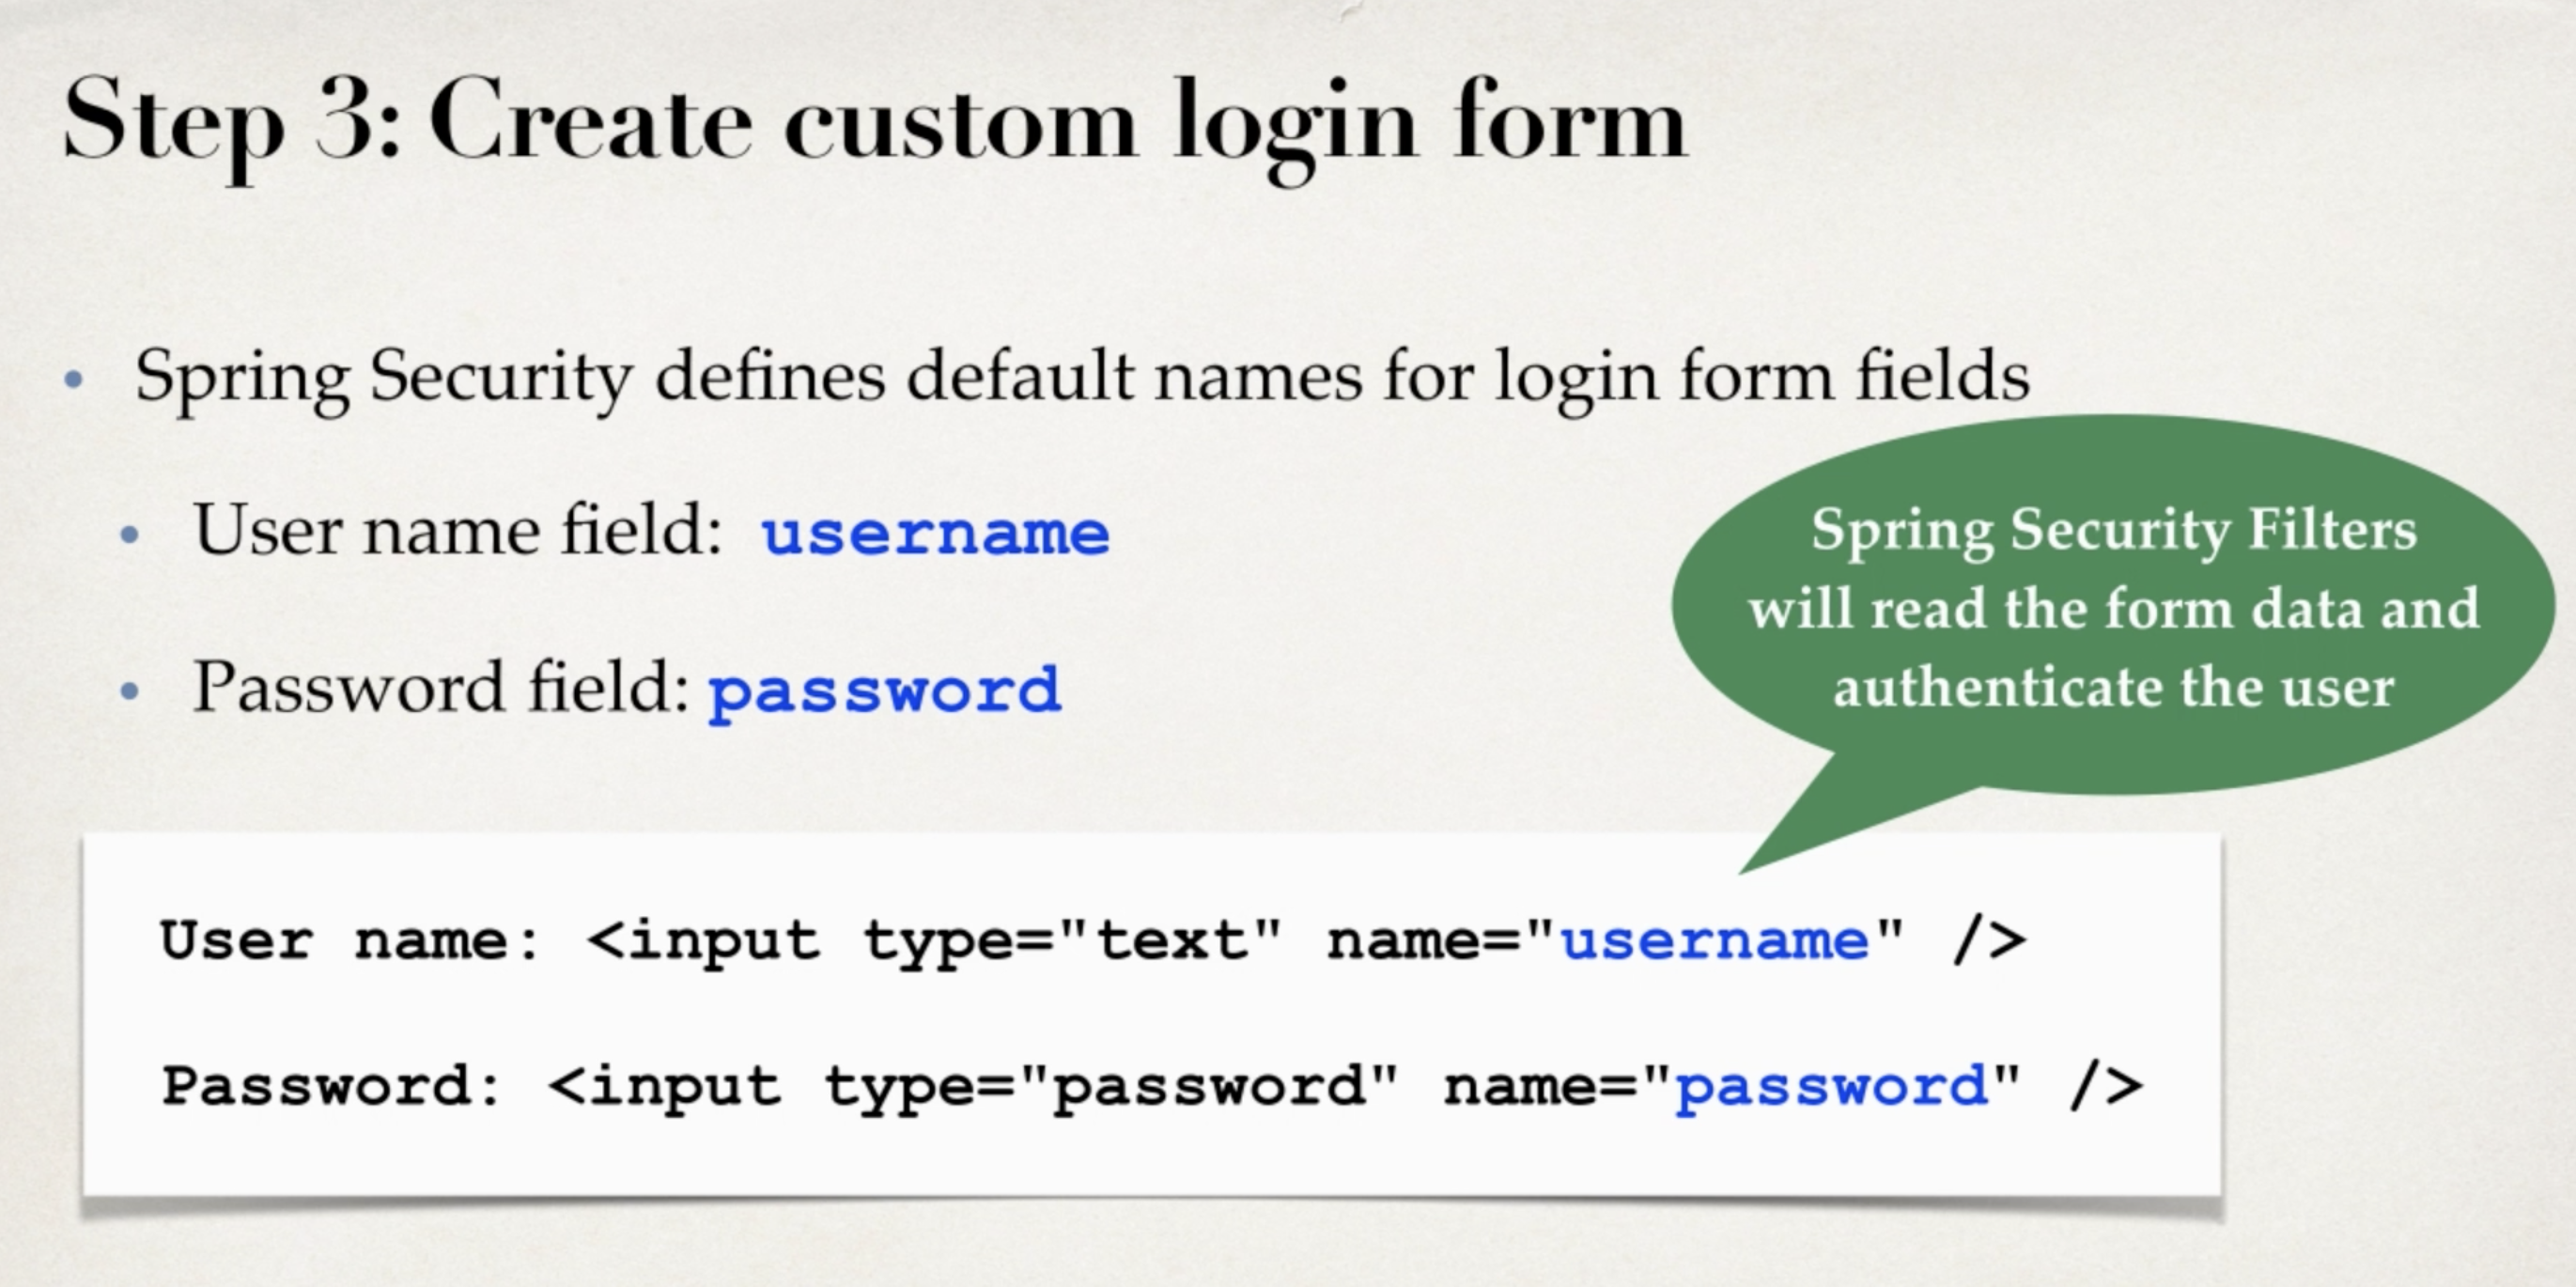 Step 3: Create custom login form
• Spring Security defines default names for login form fields
• User name field: username
• Password field: password
Spring Security Filters
will read the form data and
authenticate the user
User name: <input type="text" name="username" />
Password: <input type="password" name="password" />